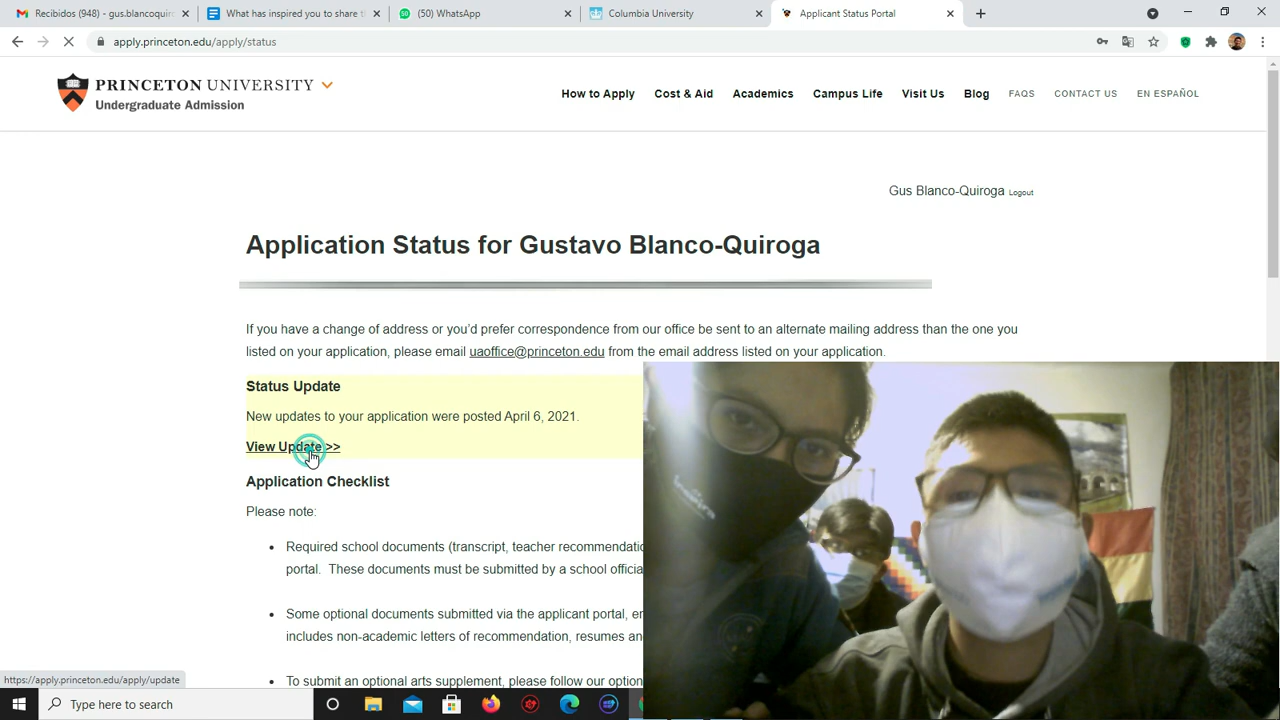 Recibidos (948) - gus.blancoquiro
What has inspired you to share t
(50) WhatsApp
Columbia University
Applicant Status Portal
apply.princeton.edu/apply/status
PRINCETON UNIVERSITY
Undergraduate Admission
How to Apply Cost & Aid Academics Campus Life Visit Us Blog FAQS CONTACT US EN ESPAÑOL
Gus Blanco-Quiroga Logout
Application Status for Gustavo Blanco-Quiroga
If you have a change of address or you'd prefer correspondence from our office be sent to an alternate mailing address than the one you
listed on your application, please email uaoffice@princeton.edu from the email address listed on your application.
Status Update
New updates to your application were posted April 6, 2021.
View Update >>
Application Checklist
Please note:
• Required school documents (transcript, teacher recommendatio
portal. These documents must be submitted by a school officia
• Some optional documents submitted via the applicant portal, en
includes non-academic letters of recommendation, resumes an
• To submit an optional arts supplement, please follow our option
https://apply.princeton.edu/apply/update
Type here to search